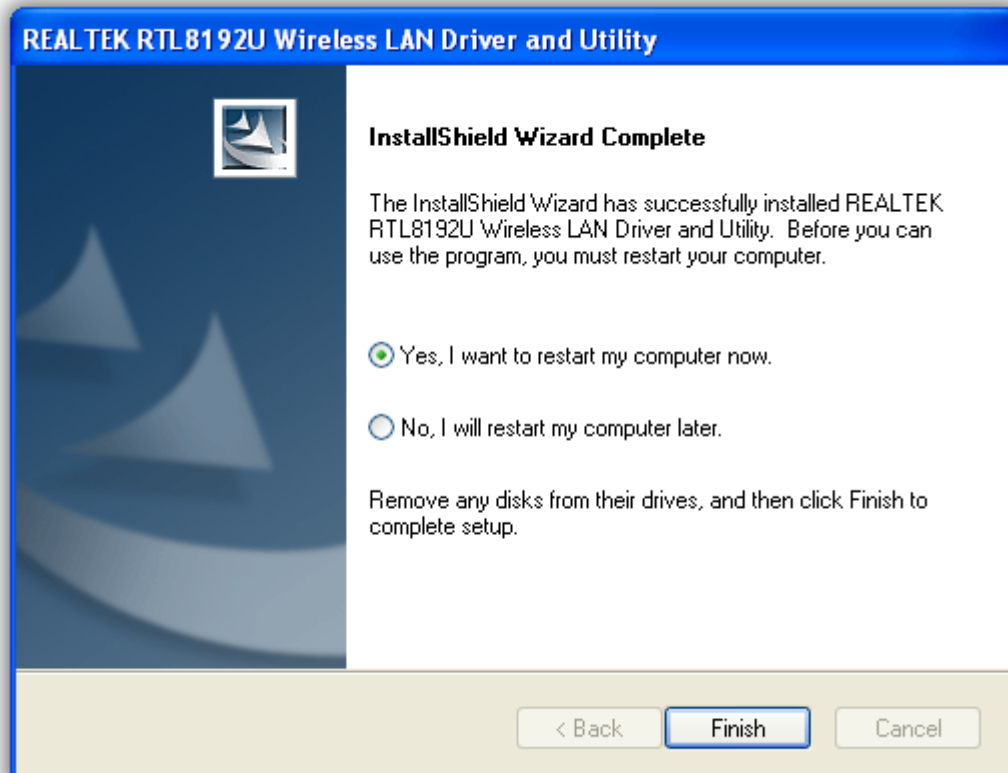 REALTEK RTL8192U Wireless LAN Driver and Utility
InstallShield Wizard Complete
The InstallShield Wizard has successfully installed REALTEK
RTL8192U Wireless LAN Driver and Utility.  Before you can
use the program, you must restart your computer.
Yes, I want to restart my computer now.
No, I will restart my computer later.
Remove any disks from their drives, and then click Finish to
complete setup.
< Back
Finish
Cancel